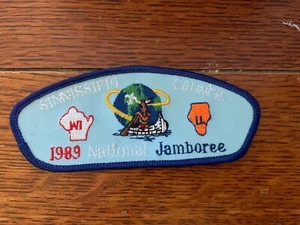 SINNISSIPPI COUNCIL
WI
IL
1989 National Jamboree